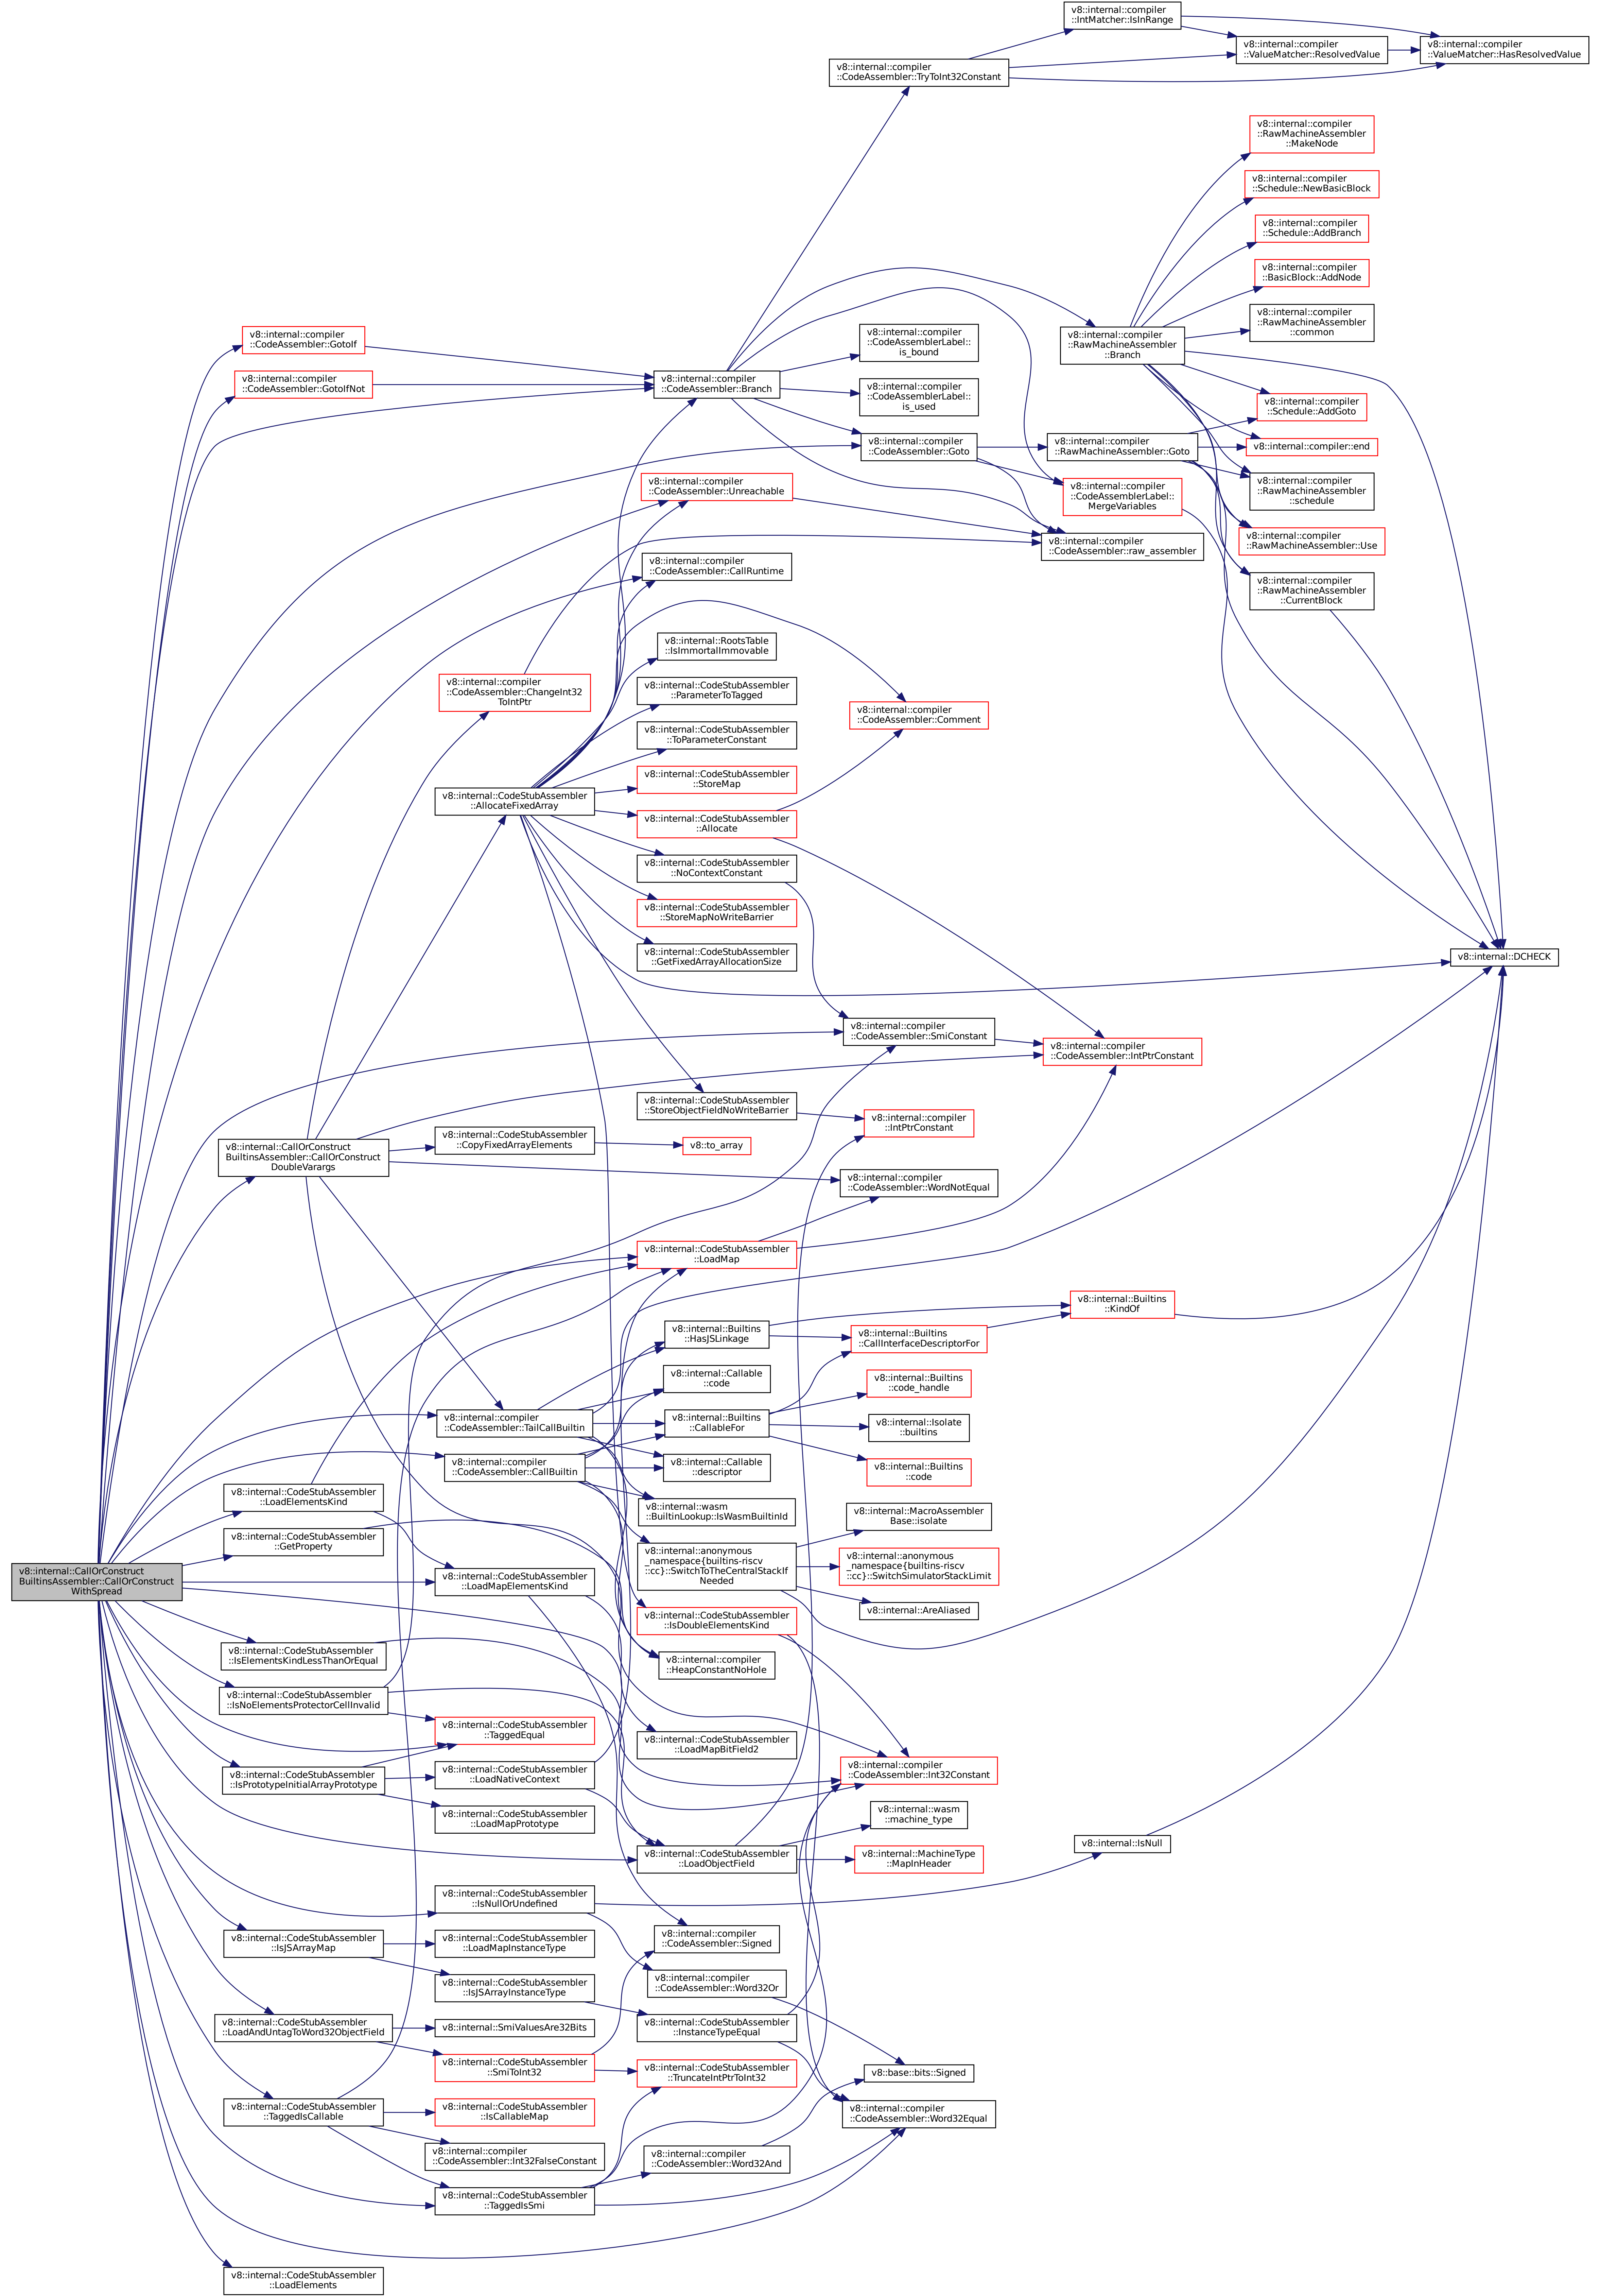 v8::internal::compiler
::IntMatcher::IsInRange
v8::internal::compiler
::ValueMatcher::ResolvedValue
v8::internal::compiler
::ValueMatcher::HasResolvedValue
v8::internal::compiler
::CodeAssembler::TryToInt32Constant
v8::internal::compiler
::RawMachineAssembler
::MakeNode
v8::internal::compiler
::Schedule::NewBasicBlock
v8::internal::compiler
::Schedule::AddBranch
v8::internal::compiler
::BasicBlock::AddNode
v8::internal::compiler
::RawMachineAssembler
::common
v8::internal::compiler
::CodeAssembler::GotoIf
v8::internal::compiler
::CodeAssemblerLabel::
is_bound
v8::internal::compiler
::RawMachineAssembler
::Branch
v8::internal::compiler
::CodeAssembler::GotoIfNot
v8::internal::compiler
::CodeAssembler::Branch
v8::internal::compiler
::CodeAssemblerLabel::
is_used
v8::internal::compiler
::Schedule::AddGoto
v8::internal::compiler
::CodeAssembler::Goto
v8::internal::compiler
::RawMachineAssembler::Goto
v8::internal::compiler::end
v8::internal::compiler
::CodeAssembler::Unreachable
v8::internal::compiler
::CodeAssemblerLabel::
MergeVariables
v8::internal::compiler
::RawMachineAssembler
::schedule
v8::internal::compiler
::CodeAssembler::raw_assembler
v8::internal::compiler
::RawMachineAssembler::Use
v8::internal::compiler
::CodeAssembler::CallRuntime
v8::internal::compiler
::RawMachineAssembler
::CurrentBlock
v8::internal::RootsTable
::IsImmortalImmovable
v8::internal::compiler
::CodeAssembler::ChangeInt32
ToIntPtr
v8::internal::CodeStubAssembler
::ParameterToTagged
v8::internal::compiler
::CodeAssembler::Comment
v8::internal::CodeStubAssembler
::ToParameterConstant
v8::internal::CodeStubAssembler
::StoreMap
v8::internal::CodeStubAssembler
::AllocateFixedArray
v8::internal::CodeStubAssembler
::Allocate
v8::internal::CodeStubAssembler
::NoContextConstant
v8::internal::CodeStubAssembler
::StoreMapNoWriteBarrier
v8::internal::CodeStubAssembler
::GetFixedArrayAllocationSize
v8::internal::DCHECK
v8::internal::compiler
::CodeAssembler::SmiConstant
v8::internal::compiler
::CodeAssembler::IntPtrConstant
v8::internal::CodeStubAssembler
::StoreObjectFieldNoWriteBarrier
v8::internal::compiler
::IntPtrConstant
v8::internal::CallOrConstruct
BuiltinsAssembler::CallOrConstruct
DoubleVarargs
v8::internal::CodeStubAssembler
::CopyFixedArrayElements
v8::to_array
v8::internal::compiler
::CodeAssembler::WordNotEqual
v8::internal::CodeStubAssembler
::LoadMap
v8::internal::Builtins
::KindOf
v8::internal::Builtins
::HasJSLinkage
v8::internal::Builtins
::CallInterfaceDescriptorFor
v8::internal::Callable
::code
v8::internal::Builtins
::code_handle
v8::internal::compiler
::CodeAssembler::TailCallBuiltin
v8::internal::Builtins
::CallableFor
v8::internal::Isolate
::builtins
v8::internal::compiler
::CodeAssembler::CallBuiltin
v8::internal::Callable
::descriptor
v8::internal::Builtins
::code
v8::internal::CodeStubAssembler
::LoadElementsKind
v8::internal::wasm
::BuiltinLookup::IsWasmBuiltinId
v8::internal::MacroAssembler
Base::isolate
v8::internal::CodeStubAssembler
::GetProperty
v8::internal::anonymous
_namespace{builtins-riscv
::cc}::SwitchToTheCentralStackIf
Needed
v8::internal::anonymous
_namespace{builtins-riscv
::cc}::SwitchSimulatorStackLimit
v8::internal::CallOrConstruct
BuiltinsAssembler::CallOrConstruct
WithSpread
v8::internal::CodeStubAssembler
::LoadMapElementsKind
v8::internal::AreAliased
v8::internal::CodeStubAssembler
::IsDoubleElementsKind
v8::internal::CodeStubAssembler
::IsElementsKindLessThanOrEqual
v8::internal::compiler
::HeapConstantNoHole
v8::internal::CodeStubAssembler
::IsNoElementsProtectorCellInvalid
v8::internal::CodeStubAssembler
::TaggedEqual
v8::internal::CodeStubAssembler
::LoadMapBitField2
v8::internal::CodeStubAssembler
::IsPrototypeInitialArrayPrototype
v8::internal::CodeStubAssembler
::LoadNativeContext
v8::internal::compiler
::CodeAssembler::Int32Constant
v8::internal::CodeStubAssembler
::LoadMapPrototype
v8::internal::wasm
::machine_type
v8::internal::IsNull
v8::internal::CodeStubAssembler
::LoadObjectField
v8::internal::MachineType
::MapInHeader
v8::internal::CodeStubAssembler
::IsNullOrUndefined
v8::internal::CodeStubAssembler
::IsJSArrayMap
v8::internal::CodeStubAssembler
::LoadMapInstanceType
v8::internal::compiler
::CodeAssembler::Signed
v8::internal::CodeStubAssembler
::IsJSArrayInstanceType
v8::internal::compiler
::CodeAssembler::Word32Or
v8::internal::CodeStubAssembler
::LoadAndUntagToWord32ObjectField
v8::internal::SmiValuesAre32Bits
v8::internal::CodeStubAssembler
::InstanceTypeEqual
v8::internal::CodeStubAssembler
::SmiToInt32
v8::internal::CodeStubAssembler
::TruncateIntPtrToInt32
v8::base::bits::Signed
v8::internal::CodeStubAssembler
::TaggedIsCallable
v8::internal::CodeStubAssembler
::IsCallableMap
v8::internal::compiler
::CodeAssembler::Word32Equal
v8::internal::compiler
::CodeAssembler::Int32FalseConstant
v8::internal::compiler
::CodeAssembler::Word32And
v8::internal::CodeStubAssembler
::TaggedIsSmi
v8::internal::CodeStubAssembler
::LoadElements